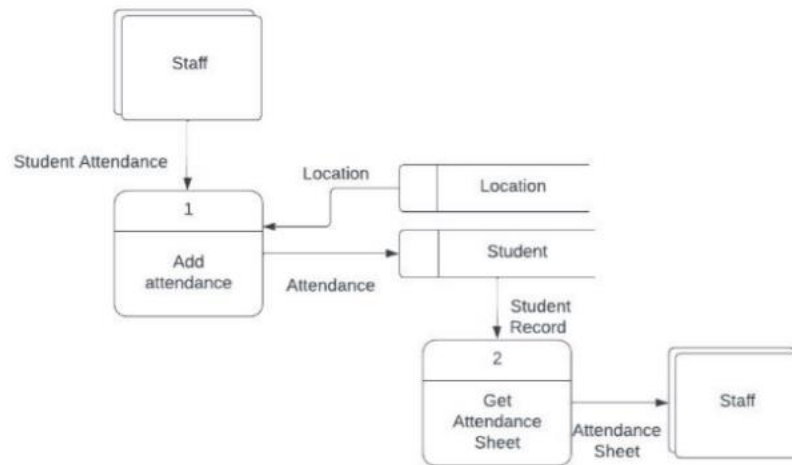 Staff
Student Attendance
Location
Location
1
Add
attendance
Attendance
Student
Student
Record
2
Get
Attendance
Sheet
Attendance
Sheet
Staff